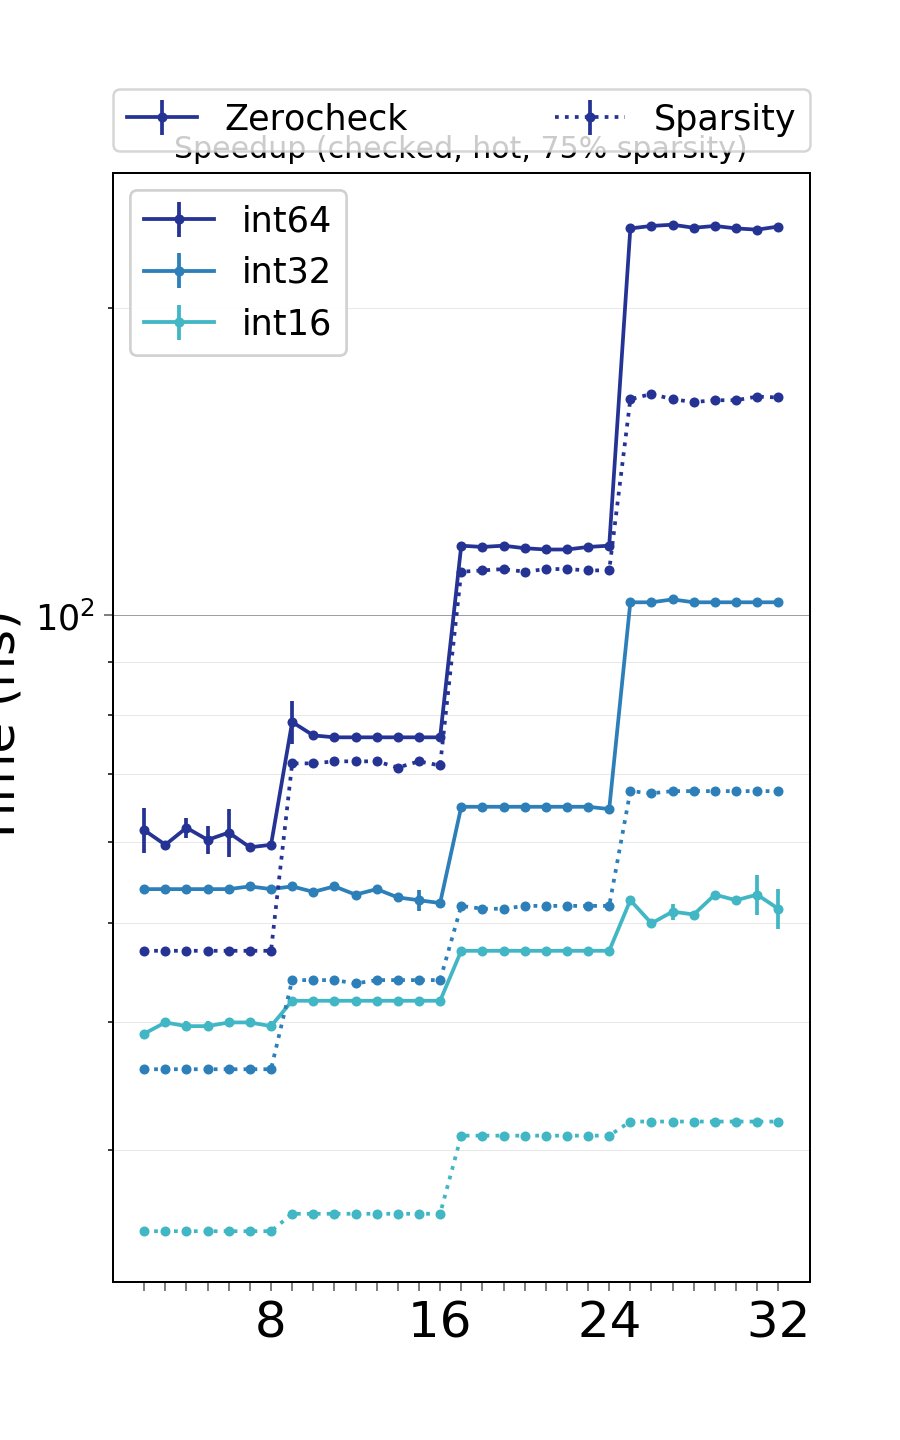 Zerocheck Sparsity
Speedup (checked, hot, 75% sparsity)
int64
int32
int16
10²
Time (ns)
8 16 24 32